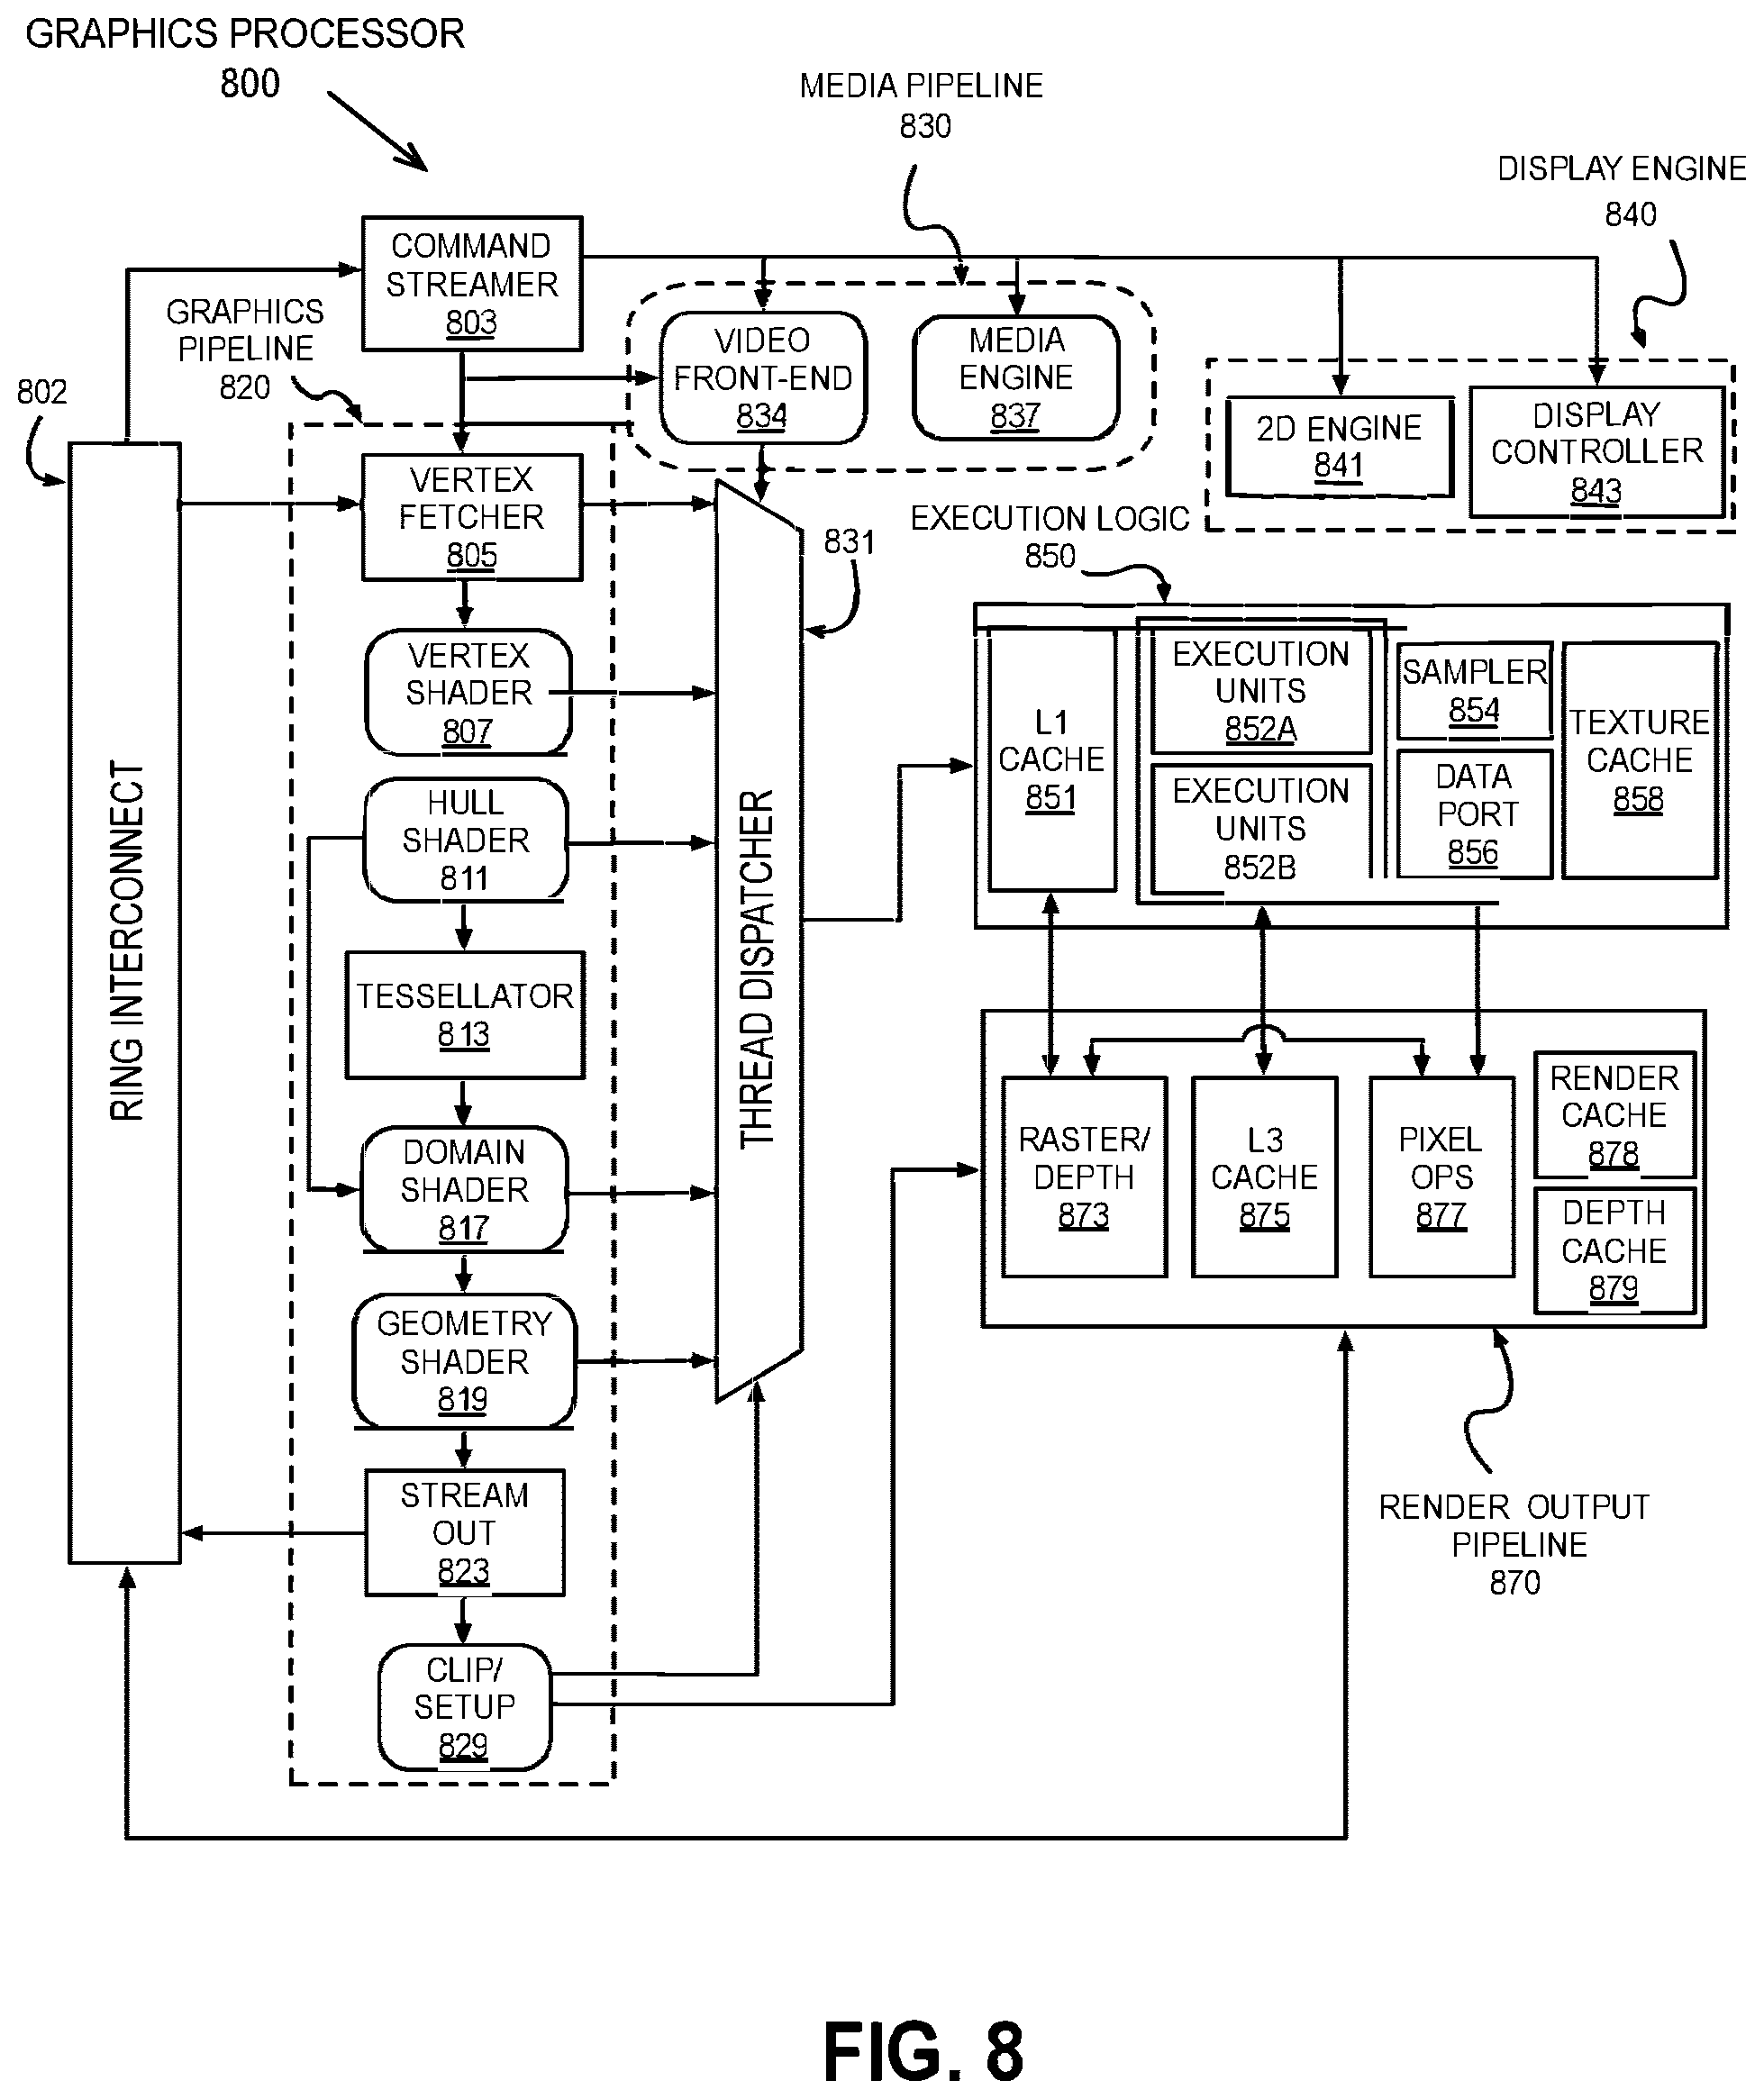 GRAPHICS PROCESSOR
800
MEDIA PIPELINE
830
DISPLAY ENGINE
840
COMMAND
STREAMER
803
GRAPHICS
PIPELINE
820
802
VIDEO
FRONT-END
834
MEDIA
ENGINE
837
2D ENGINE
841
DISPLAY
CONTROLLER
843
VERTEX
FETCHER
805
831
EXECUTION LOGIC
850
VERTEX
SHADER
807
HULL
SHADER
811
TESSELLATOR
813
DOMAIN
SHADER
817
GEOMETRY
SHADER
819
STREAM
OUT
823
CLIP/
SETUP
829
RING INTERCONNECT
THREAD DISPATCHER
L1
CACHE
851
EXECUTION
UNITS
852A
EXECUTION
UNITS
852B
SAMPLER
854
DATA
PORT
856
TEXTURE
CACHE
858
RASTER/
DEPTH
873
L3
CACHE
875
PIXEL
OPS
877
RENDER
CACHE
878
DEPTH
CACHE
879
RENDER OUTPUT
PIPELINE
870
FIG. 8